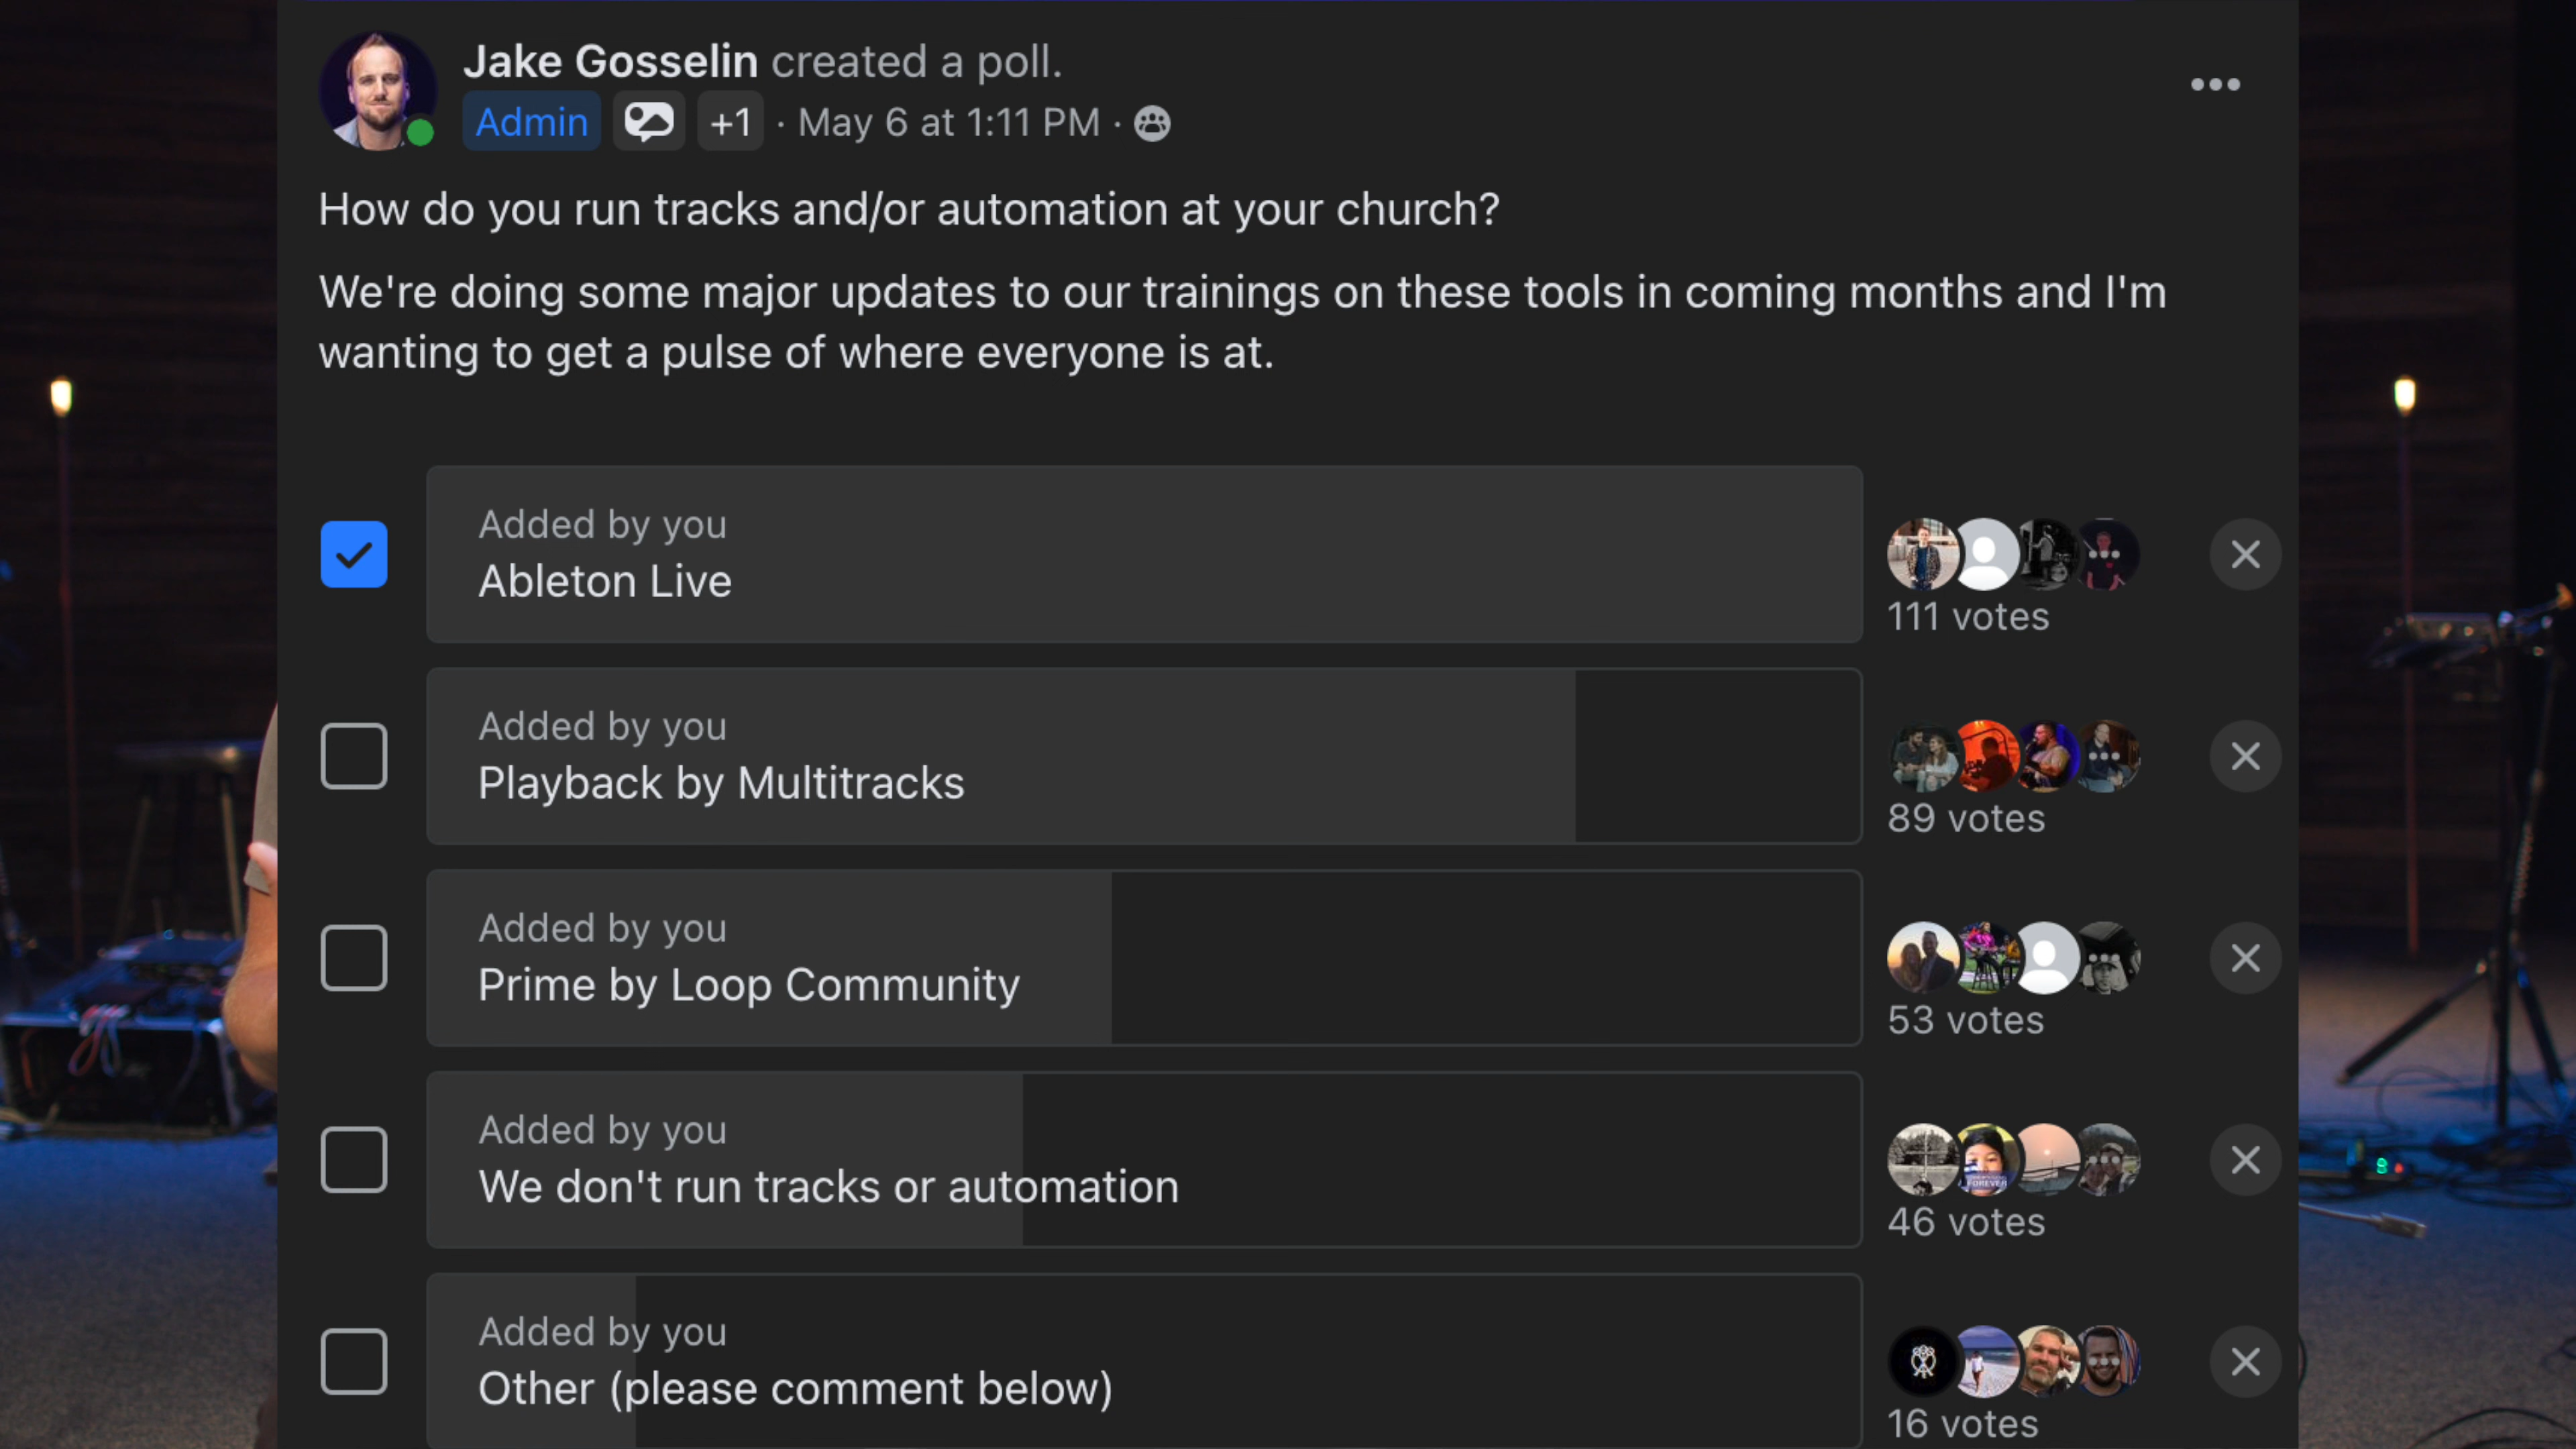 Jake Gosselin created a poll.
Admin +1 · May 6 at 1:11 PM ·
How do you run tracks and/or automation at your church?
We're doing some major updates to our trainings on these tools in coming months and I'm
wanting to get a pulse of where everyone is at.
Added by you
Ableton Live
111 votes
Added by you
Playback by Multitracks
89 votes
Added by you
Prime by Loop Community
53 votes
Added by you
We don't run tracks or automation
FOREVER
46 votes
Added by you
Other (please comment below)
16 votes